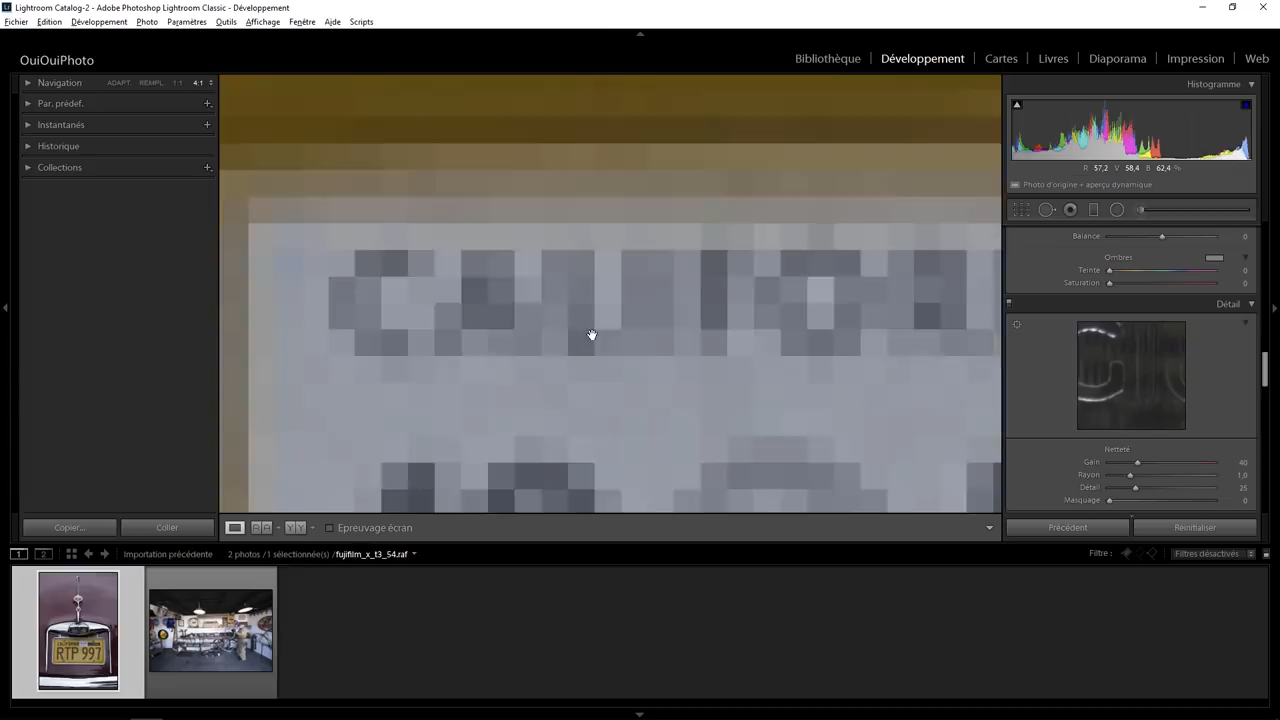 Lightroom Catalog-2 - Adobe Photoshop Lightroom Classic - Développement
Fichier Edition Développement Photo Paramètres Outils Affichage Fenêtre Aide Scripts
OuiOuiPhoto
Bibliothèque | Développement | Cartes | Livres | Diaporama | Impression | Web
Navigation ADAPT. REMPL. 1:1 4:1
Par. prédéf.
Instantanés
Historique
Collections
Copier... Coller
Histogramme
R 57,2 V 58,4 B 62,4 %
Photo d'origine + aperçu dynamique
Balance 0
Ombres
Teinte 0
Saturation 0
Détail
Netteté
Gain 40
Rayon 1,0
Détail 25
Masquage 0
Précédent Réinitialiser
Epreuvage écran
1 2 Importation précédente 2 photos /1 sélectionnée(s) /fujifilm_x_t3_54.raf
Filtre : Filtres désactivés
RTP 997